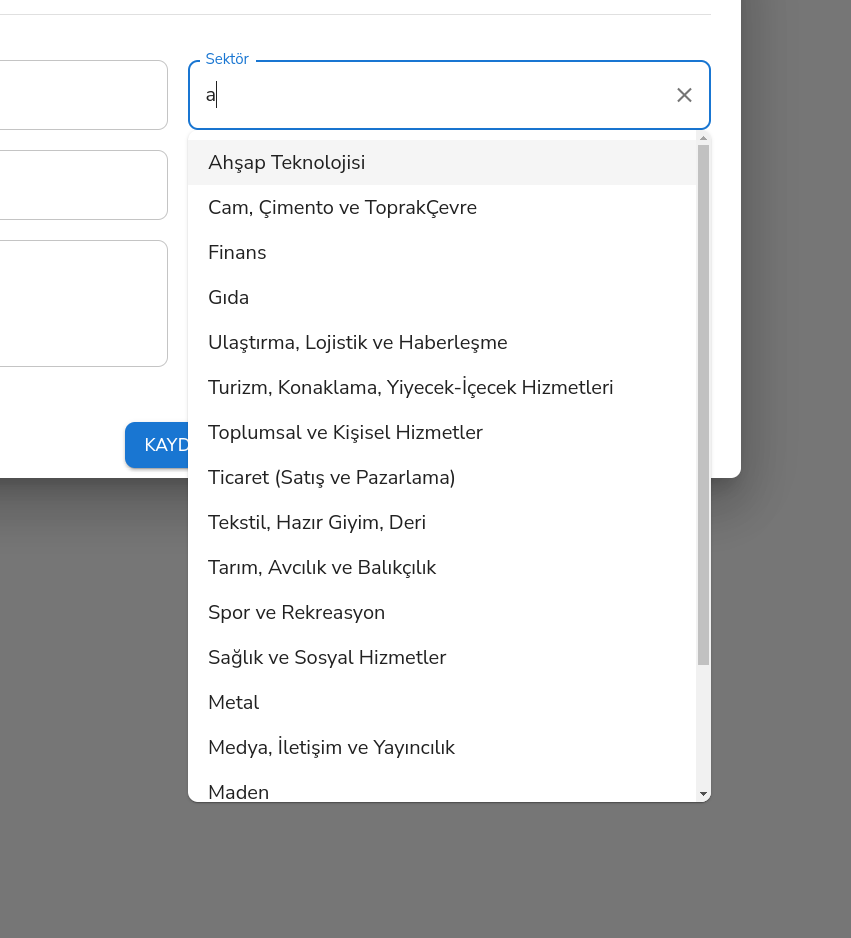 Sektör
a
Ahşap Teknolojisi
Cam, Çimento ve ToprakÇevre
Finans
Gıda
Ulaştırma, Lojistik ve Haberleşme
Turizm, Konaklama, Yiyecek-İçecek Hizmetleri
KAYD
Toplumsal ve Kişisel Hizmetler
Ticaret (Satış ve Pazarlama)
Tekstil, Hazır Giyim, Deri
Tarım, Avcılık ve Balıkçılık
Spor ve Rekreasyon
Sağlık ve Sosyal Hizmetler
Metal
Medya, İletişim ve Yayıncılık
Maden